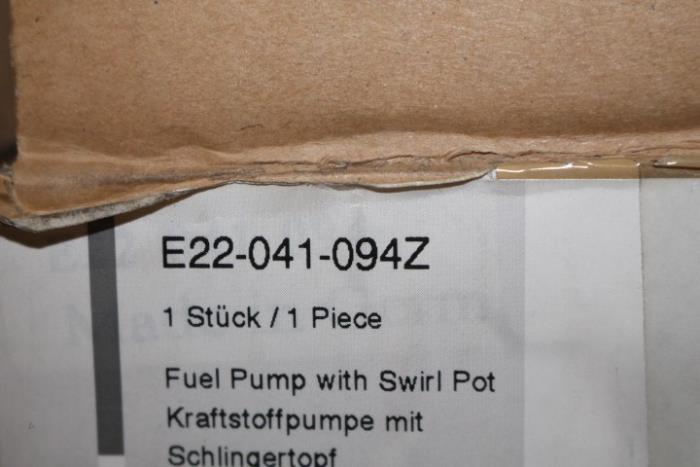 E22-041-094Z
1 Stück / 1 Piece
Fuel Pump with Swirl Pot
Kraftstoffpumpe mit
Schlingertopf